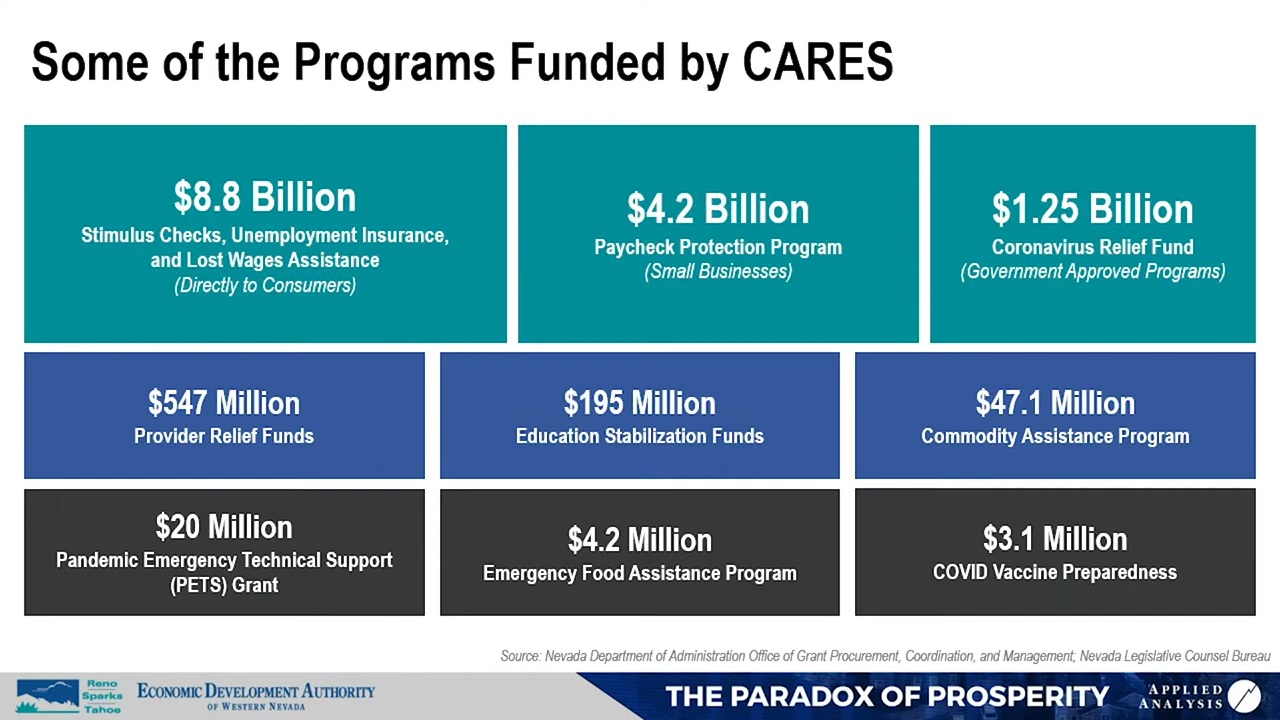 Some of the Programs Funded by CARES
$8.8 Billion
Stimulus Checks, Unemployment Insurance,
and Lost Wages Assistance
(Directly to Consumers)
$4.2 Billion
Paycheck Protection Program
(Small Businesses)
$1.25 Billion
Coronavirus Relief Fund
(Government Approved Programs)
$547 Million
Provider Relief Funds
$195 Million
Education Stabilization Funds
$47.1 Million
Commodity Assistance Program
$20 Million
Pandemic Emergency Technical Support
(PETS) Grant
$4.2 Million
Emergency Food Assistance Program
$3.1 Million
COVID Vaccine Preparedness
Source: Nevada Department of Administration Office of Grant Procurement, Coordination, and Management; Nevada Legislative Counsel Bureau
Reno
Sparks
Tahoe
ECONOMIC DEVELOPMENT AUTHORITY
OF WESTERN NEVADA
THE PARADOX OF PROSPERITY
APPLIED
ANALYSIS